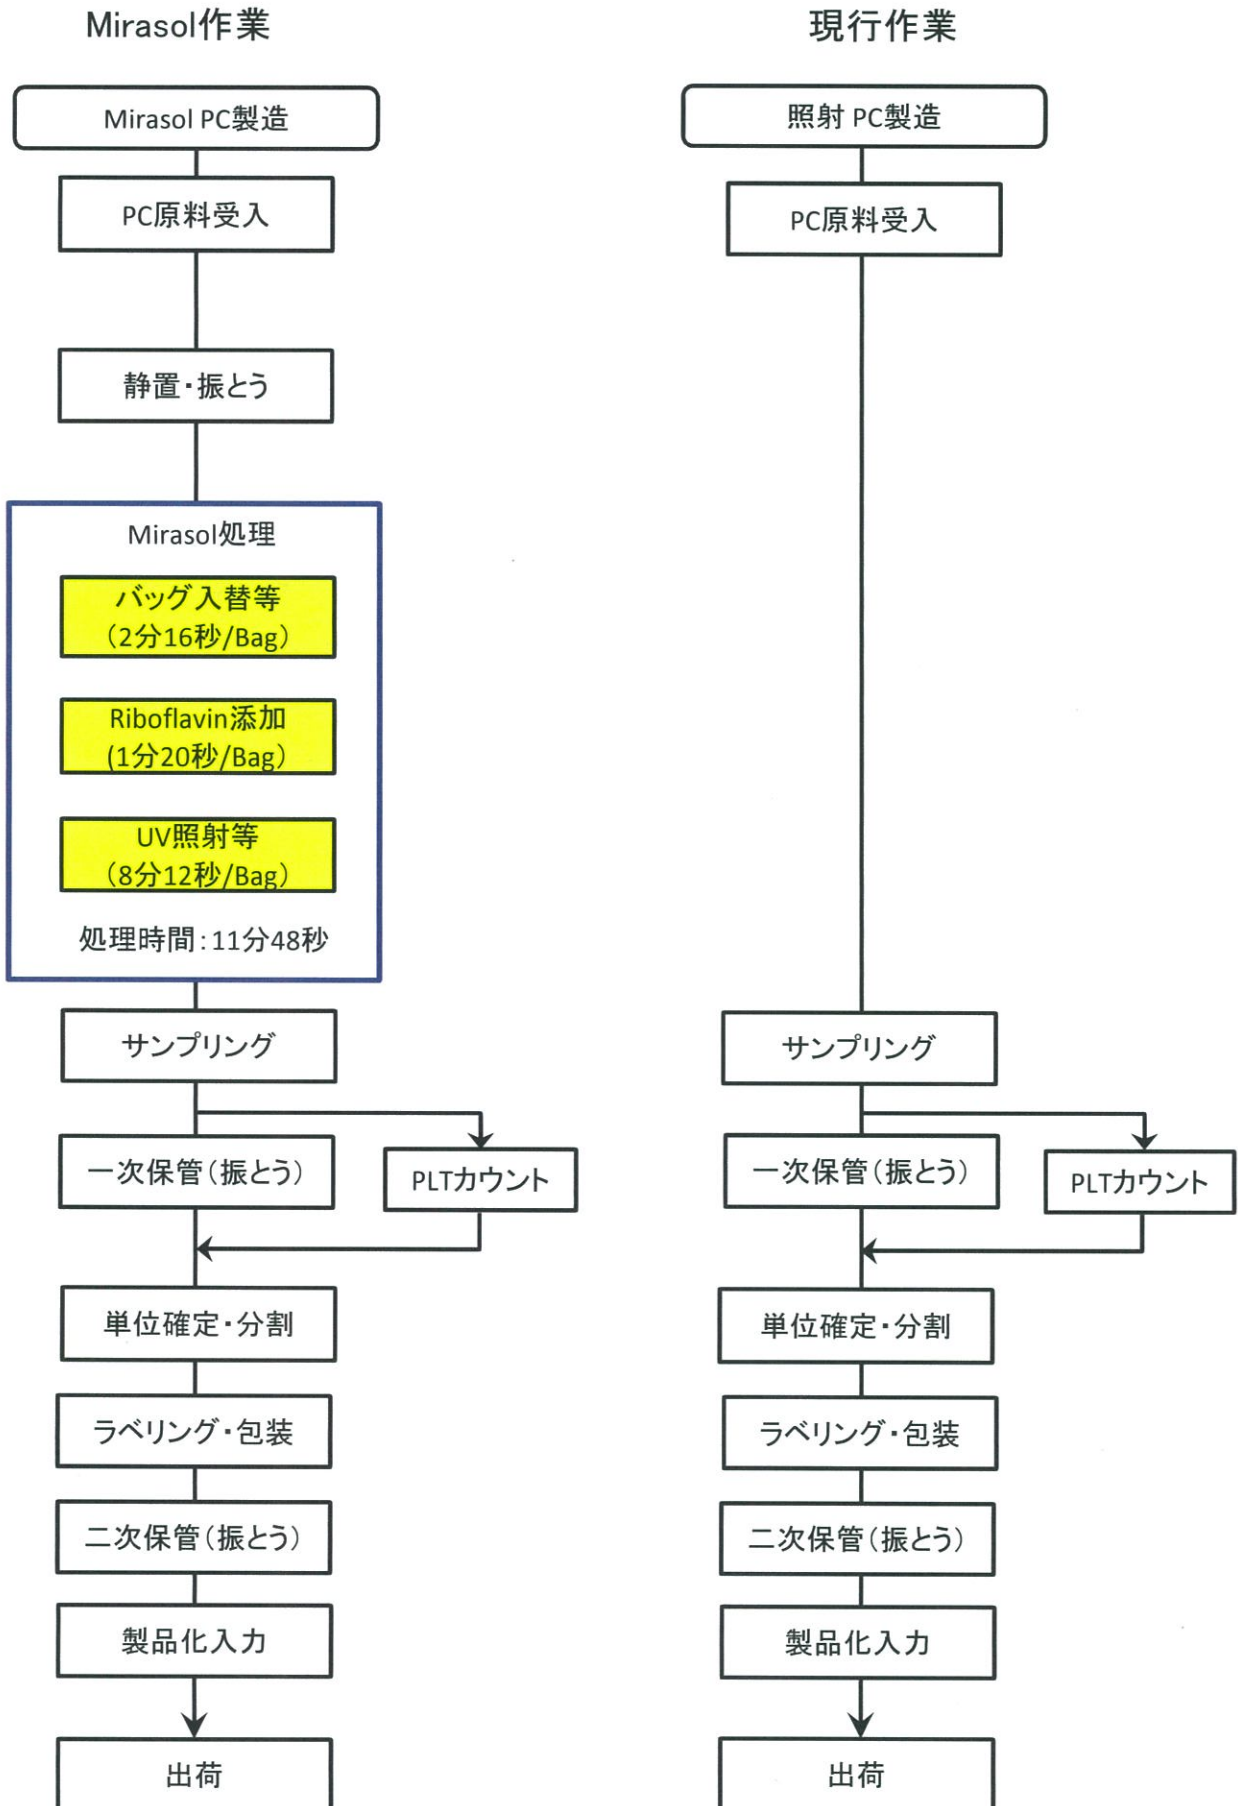 Mirasol作業
Mirasol PC製造
PC原料受入
静置・振とう
Mirasol処理
バッグ入替等
（2分16秒/Bag）
Riboflavin添加
(1分20秒/Bag）
UV照射等
（8分12秒/Bag）
処理時間：11分48秒
サンプリング
一次保管（振とう）
PLTカウント
単位確定・分割
ラベリング・包装
二次保管（振とう）
製品化入力
出荷
現行作業
照射 PC製造
PC原料受入
サンプリング
一次保管（振とう）
PLTカウント
単位確定・分割
ラベリング・包装
二次保管（振とう）
製品化入力
出荷